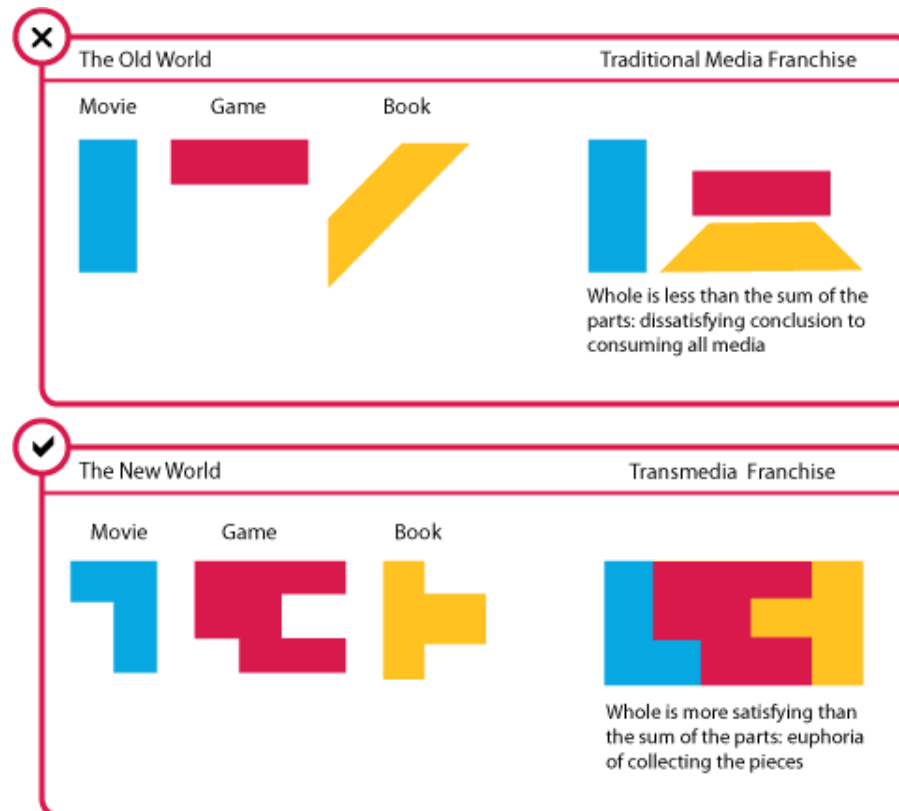 The Old World
Traditional Media Franchise
Movie
Game
Book
Whole is less than the sum of the
parts: dissatisfying conclusion to
consuming all media
The New World
Transmedia Franchise
Movie
Game
Book
Whole is more satisfying than
the sum of the parts: euphoria
of collecting the pieces